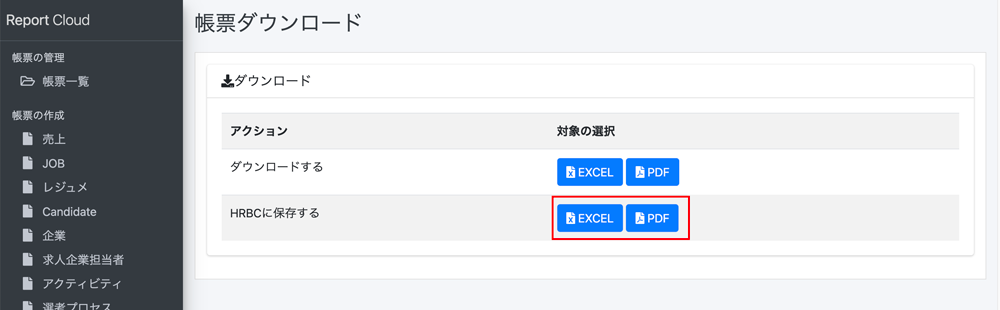 Report Cloud
帳票の管理
帳票一覧
帳票の作成
売上
JOB
レジュメ
Candidate
企業
求人企業担当者
アクティビティ
選考プロセス
帳票ダウンロード
ダウンロード
アクション 対象の選択
ダウンロードする EXCEL PDF
HRBCに保存する EXCEL PDF